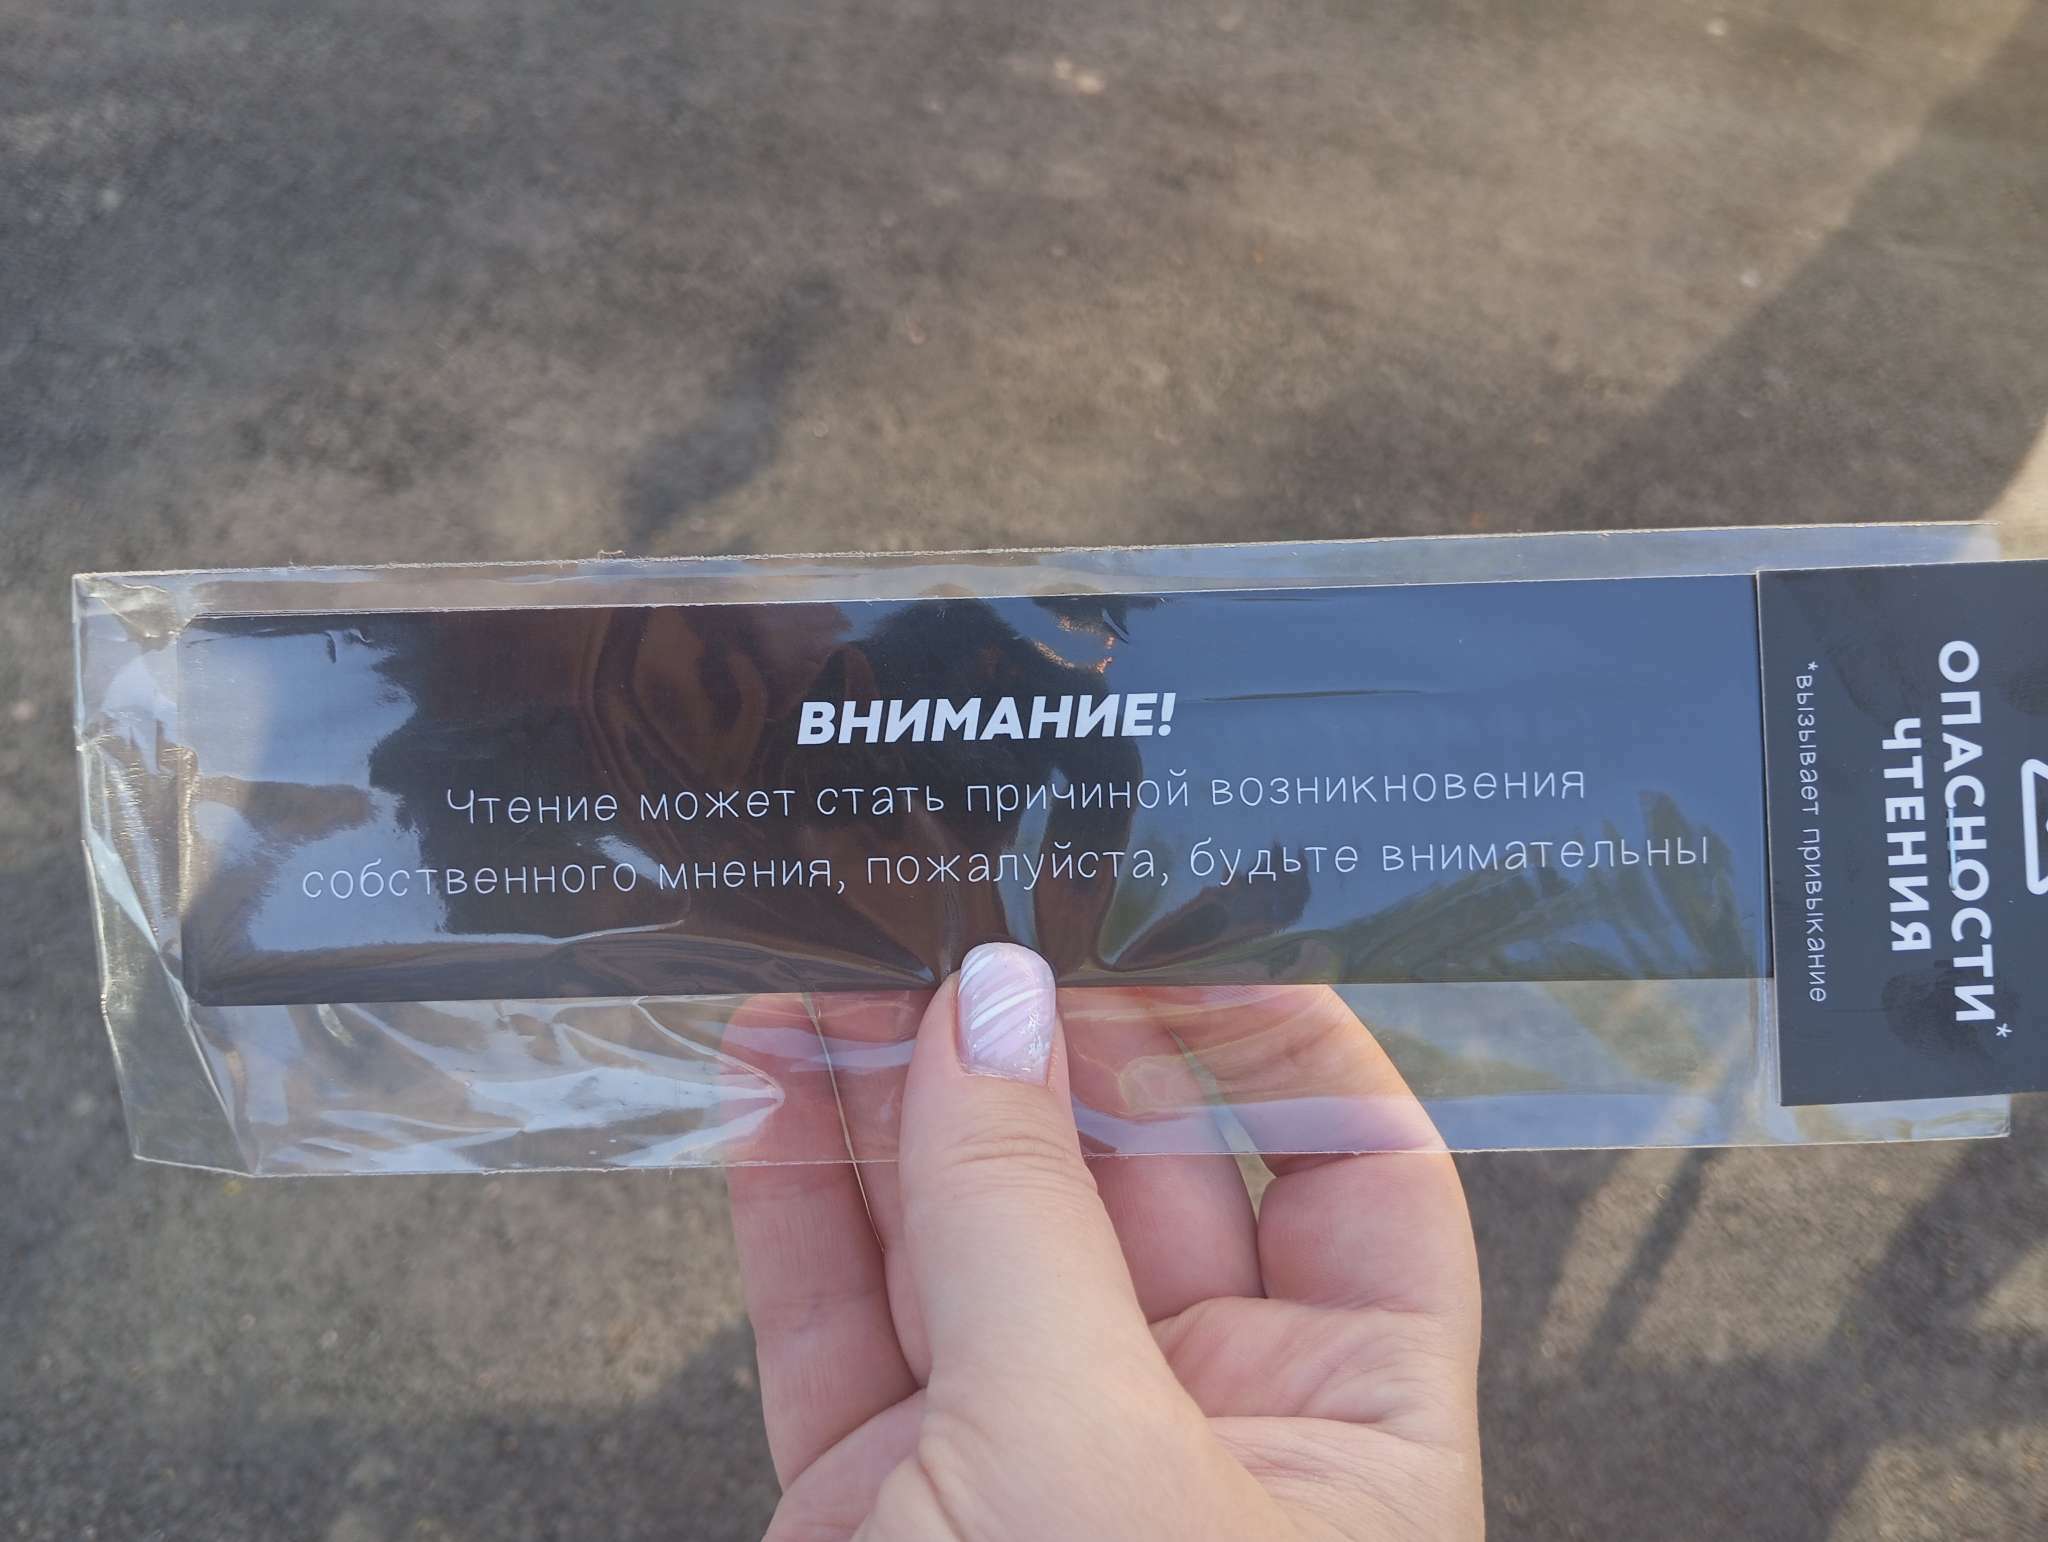 ВНИМАНИЕ!
Чтение может стать причиной возникновения
собственного мнения, пожалуйста, будьте внимательны
ОПАСНОСТИ*
ЧТЕНИЯ
*вызывает привыкание